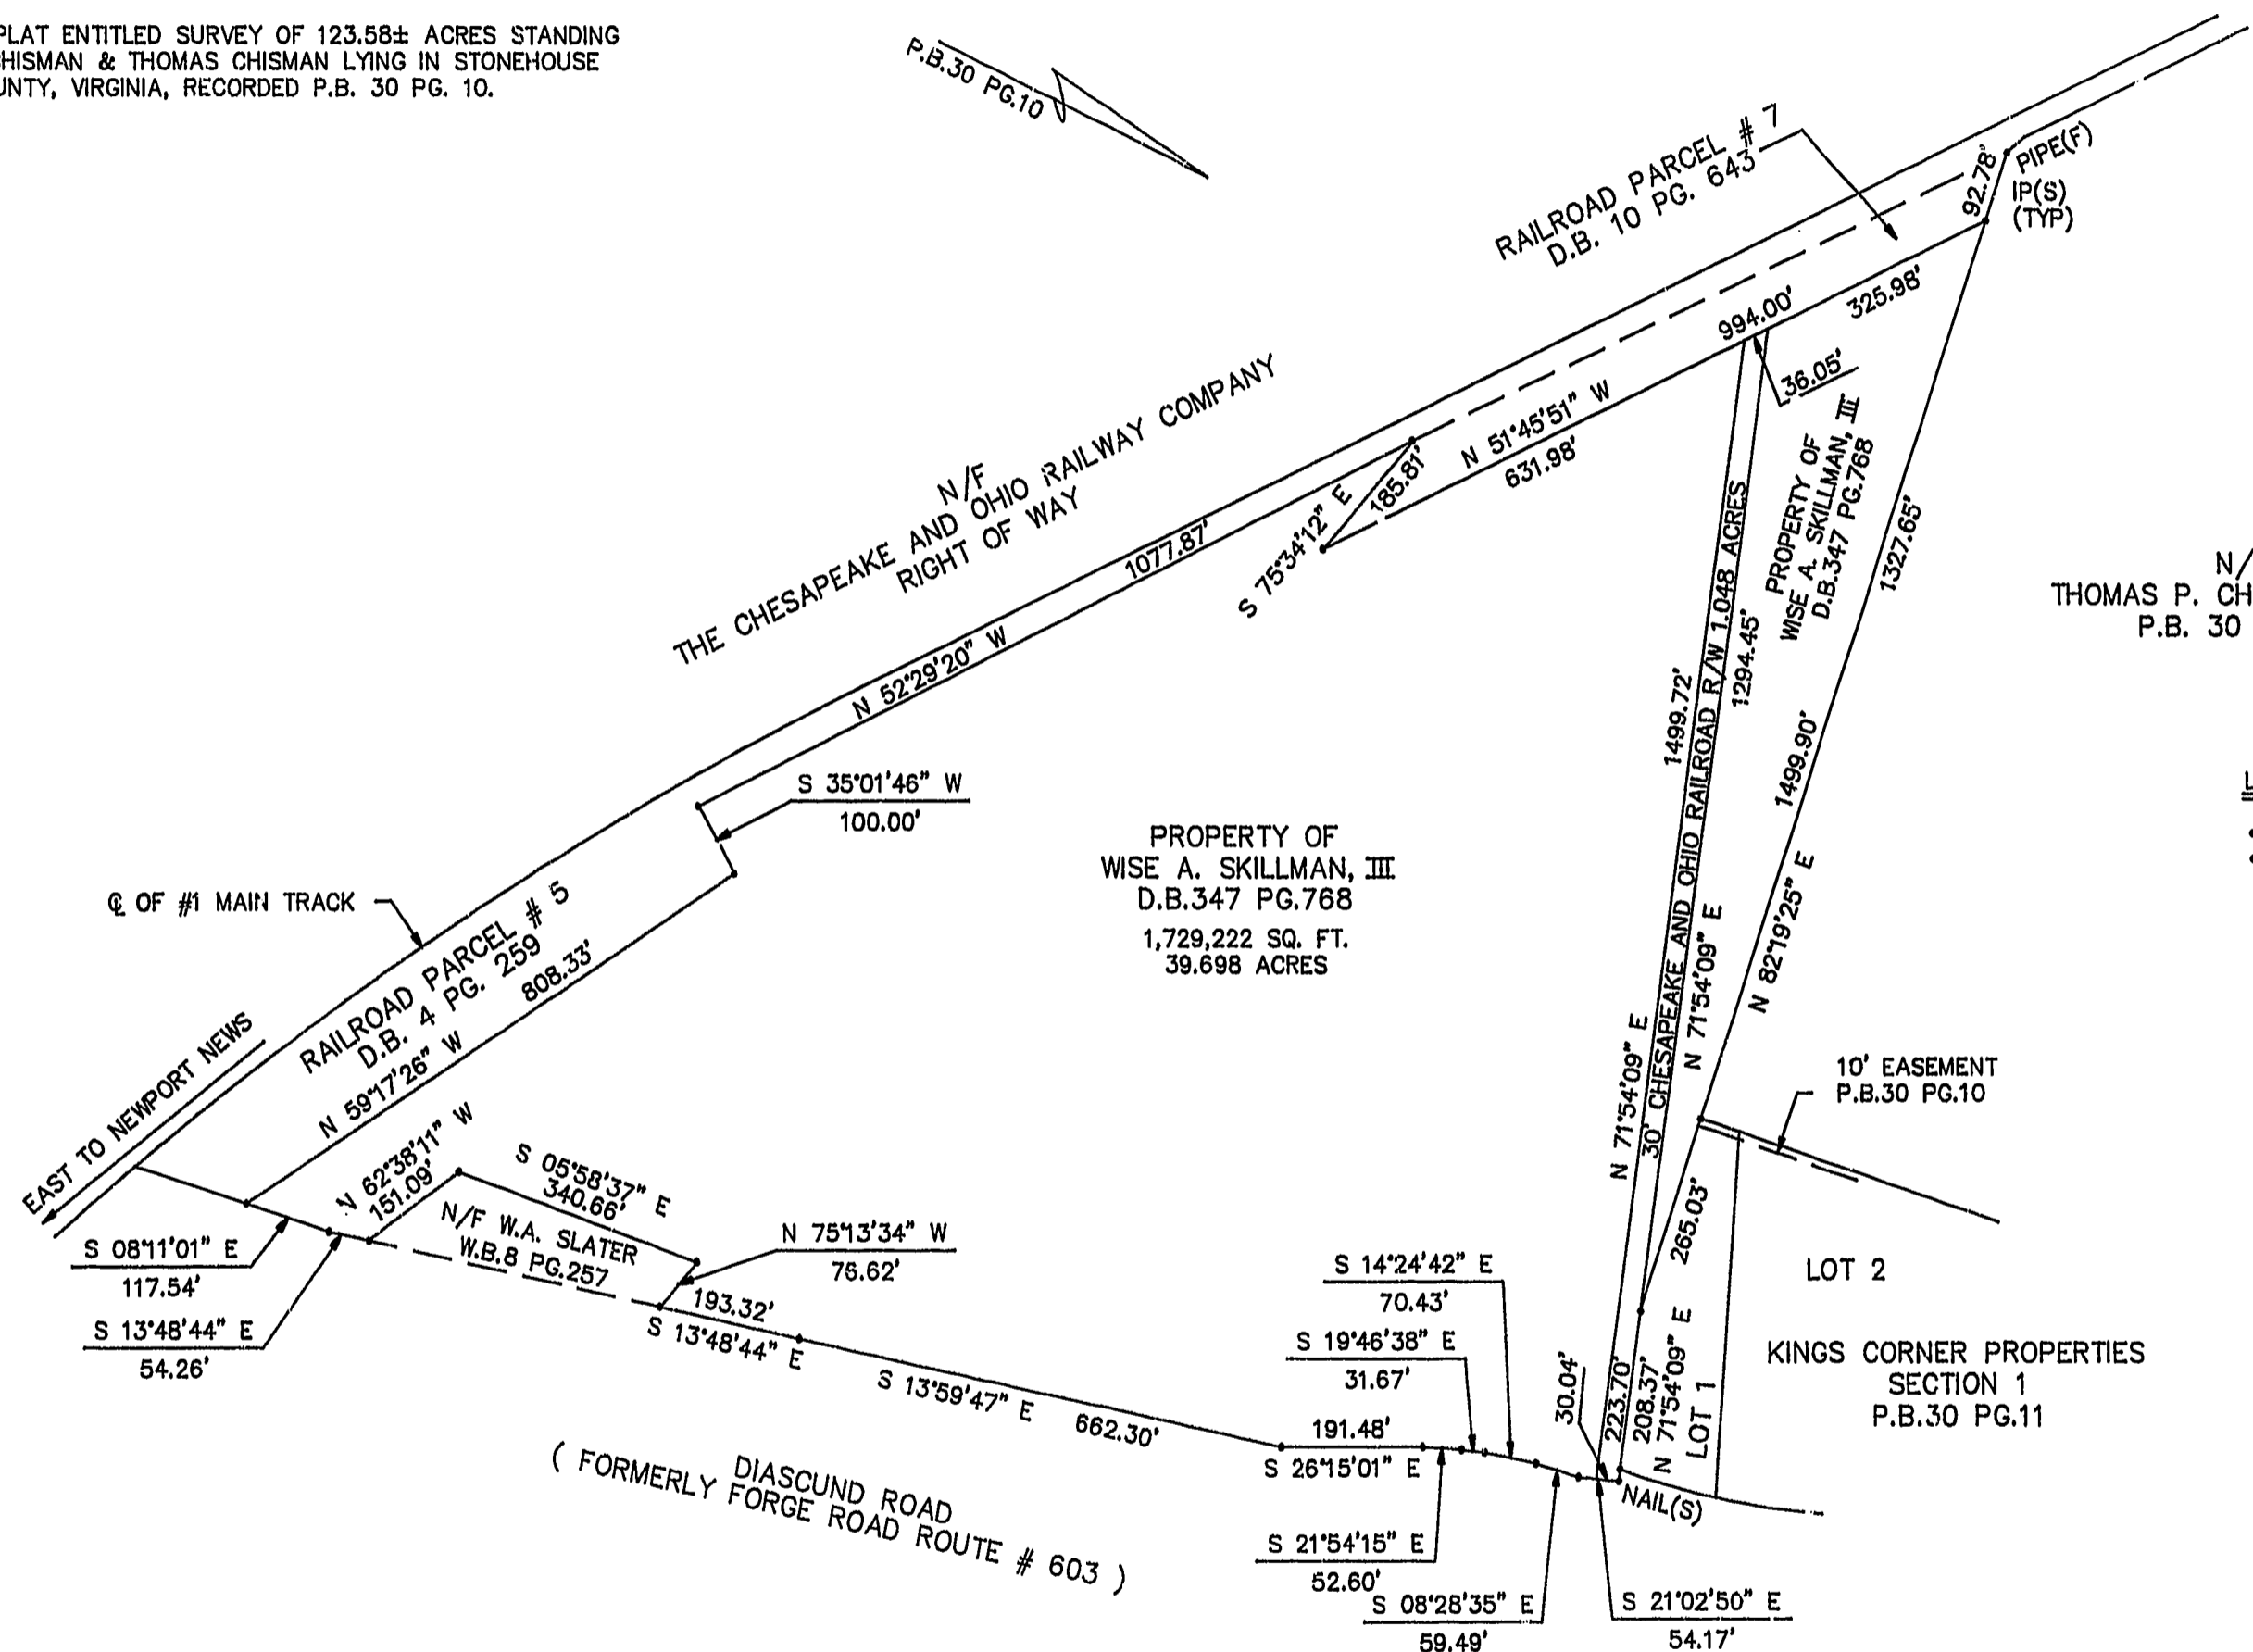 PLAT ENTITLED SURVEY OF 123.58± ACRES STANDING
HISMAN & THOMAS CHISMAN LYING IN STONEHOUSE
UNTY, VIRGINIA, RECORDED P.B. 30 PG. 10.
P.B.30 PG.10
RAILROAD PARCEL # 7
D.B. 10 PG. 643
PIPE(F)
IP(S)
(TYP)
92.78'
994.00'
325.98'
36.05'
N 51°45'51" W
631.98'
S 75°34'12" E
185.81'
N/F
THE CHESAPEAKE AND OHIO RAILWAY COMPANY
RIGHT OF WAY
1077.87'
N 52°29'20" W
PROPERTY OF
WISE A. SKILLMAN, III
D.B.347 PG.768
1327.65'
N/
THOMAS P. CH
P.B. 30
1499.72'
1294.45'
30' CHESAPEAKE AND OHIO RAILROAD R/W 1.048 ACRES
1499.90'
N 82°19'25" E
N 71°54'09" E
N 71°54'09" E
S 35°01'46" W
100.00'
PROPERTY OF
WISE A. SKILLMAN, III
D.B.347 PG.768
1,729,222 SQ. FT.
39.698 ACRES
℄ OF #1 MAIN TRACK
RAILROAD PARCEL # 5
D.B. 4 PG. 259
808.33'
N 59°17'26" W
EAST TO NEWPORT NEWS
10' EASEMENT
P.B.30 PG.10
N 62°38'11" W
151.09'
S 05°58'37" E
340.66'
N/F W.A. SLATER
W.B.8 PG.257
N 75°13'34" W
76.62'
S 08°11'01" E
117.54'
S 13°48'44" E
54.26'
193.32'
S 13°48'44" E
S 13°59'47" E 662.30'
S 14°24'42" E
70.43'
S 19°46'38" E
31.67'
191.48'
S 26°15'01" E
30.04'
223.70'
208.37'
N 71°54'09" E
265.03'
LOT 1
LOT 2
KINGS CORNER PROPERTIES
SECTION 1
P.B.30 PG.11
NAIL(S)
DIASCUND ROAD
( FORMERLY FORGE ROAD ROUTE # 603 )
S 21°54'15" E
52.60'
S 08°28'35" E
59.49'
S 21°02'50" E
54.17'